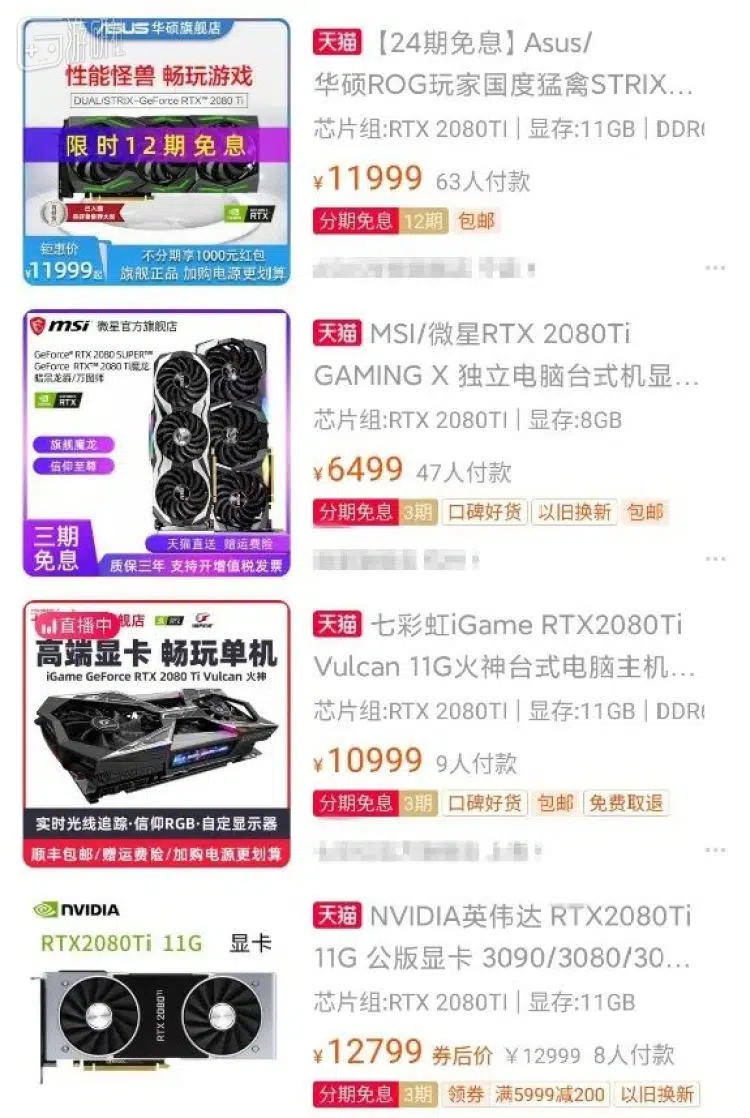 游咕
ASUS 华硕旗舰店
性能怪兽 畅玩游戏
DUAL/STRIX-GeForce RTX™ 2080 Ti
限时12期免息
NVIDIA
GEFORCE
RTX
钜惠价
¥11999起
不分期享1000元红包
旗舰正品 加购电源更划算
天猫 【24期免息】Asus/
华硕ROG玩家国度猛禽STRIX...
芯片组:RTX 2080TI | 显存:11GB | DDR
¥11999 63人付款
分期免息 12期 包邮
msi 微星官方旗舰店
GeForce® RTX 2080 SUPER™
GeForce RTX™ 2080 Ti魔龙
暗黑龙爵/万图师
RTX
旗舰魔龙
信仰至尊
三期
免息
天猫直送 赠运费险
质保三年 支持开增值税发票
天猫 MSI/微星RTX 2080Ti
GAMING X 独立电脑台式机显...
芯片组:RTX 2080TI | 显存:8GB
¥6499 47人付款
分期免息 3期 口碑好货 以旧换新 包邮
直播中 舰店
高端显卡 畅玩单机
iGame GeForce RTX 2080 Ti Vulcan 火神
实时光线追踪·信仰RGB·自定显示器
顺丰包邮/赠运费险/加购电源更划算
天猫 七彩虹iGame RTX2080Ti
Vulcan 11G火神台式电脑主机...
芯片组:RTX 2080TI | 显存:11GB | DDR
¥10999 9人付款
分期免息 3期 口碑好货 包邮 免费取退
NVIDIA
RTX2080Ti 11G 显卡
RTX 2080Ti
天猫 NVIDIA英伟达 RTX2080Ti
11G 公版显卡 3090/3080/30...
芯片组:RTX 2080TI | 显存:11GB
¥12799 券后价 ¥12999 8人付款
分期免息 3期 领券 满5999减200 以旧换新